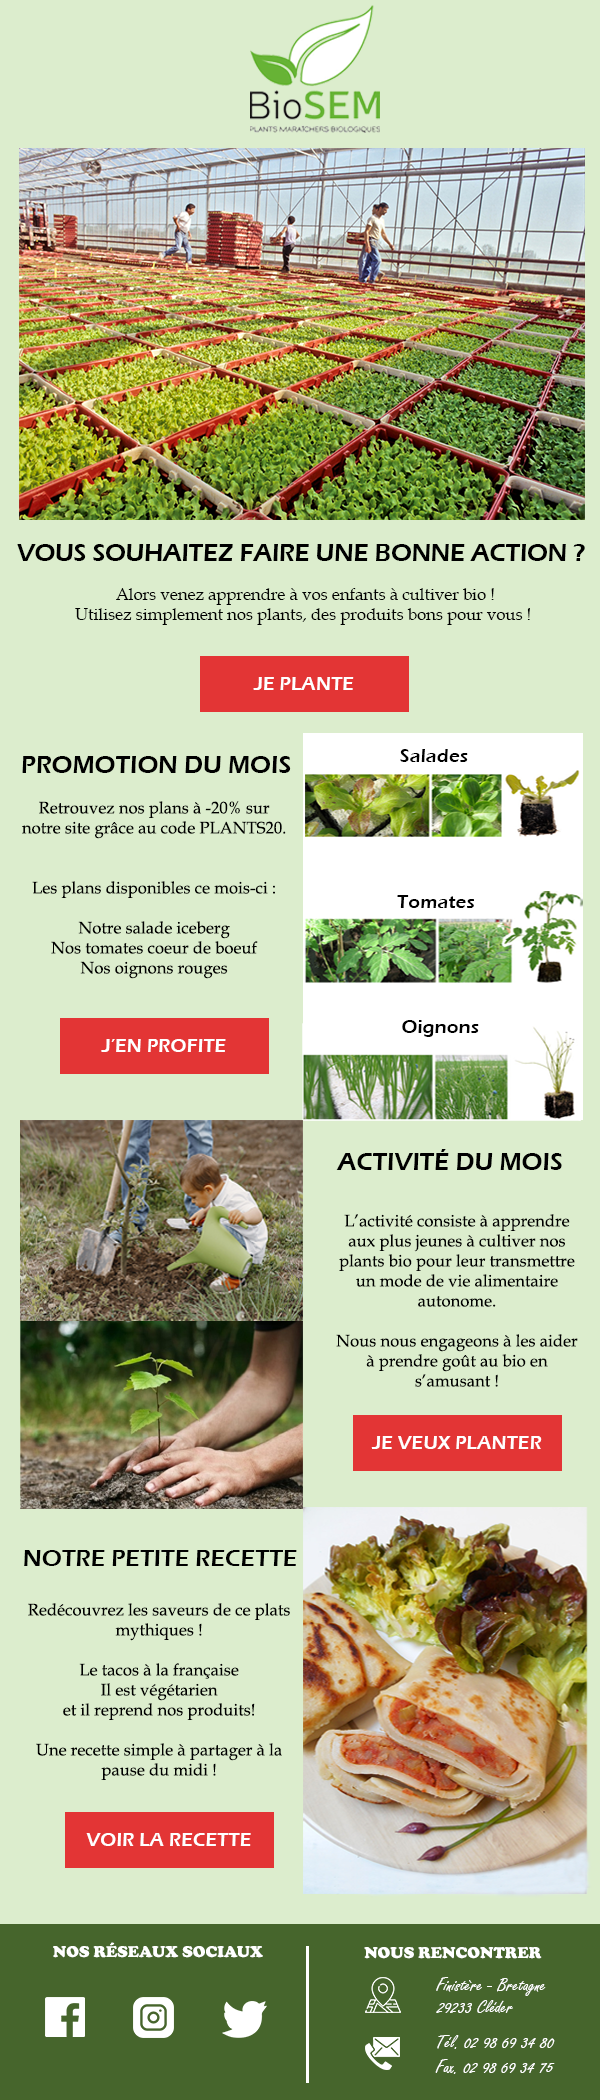 BioSEM
PLANTS MARAÎCHERS BIOLOGIQUES
VOUS SOUHAITEZ FAIRE UNE BONNE ACTION ?
Alors venez apprendre à vos enfants à cultiver bio !
Utilisez simplement nos plants, des produits bons pour vous !
JE PLANTE
PROMOTION DU MOIS
Retrouvez nos plans à -20% sur
notre site grâce au code PLANTS20.
Les plans disponibles ce mois-ci :
Notre salade iceberg
Nos tomates coeur de boeuf
Nos oignons rouges
J'EN PROFITE
Salades
Tomates
Oignons
ACTIVITÉ DU MOIS
L'activité consiste à apprendre
aux plus jeunes à cultiver nos
plants bio pour leur transmettre
un mode de vie alimentaire
autonome.
Nous nous engageons à les aider
à prendre goût au bio en
s'amusant !
JE VEUX PLANTER
NOTRE PETITE RECETTE
Redécouvrez les saveurs de ce plats
mythiques !
Le tacos à la française
Il est végétarien
et il reprend nos produits!
Une recette simple à partager à la
pause du midi !
VOIR LA RECETTE
NOS RÉSEAUX SOCIAUX
NOUS RENCONTRER
Finistère - Bretagne
29233 Cléder
Tél. 02 98 69 34 80
Fax. 02 98 69 34 75